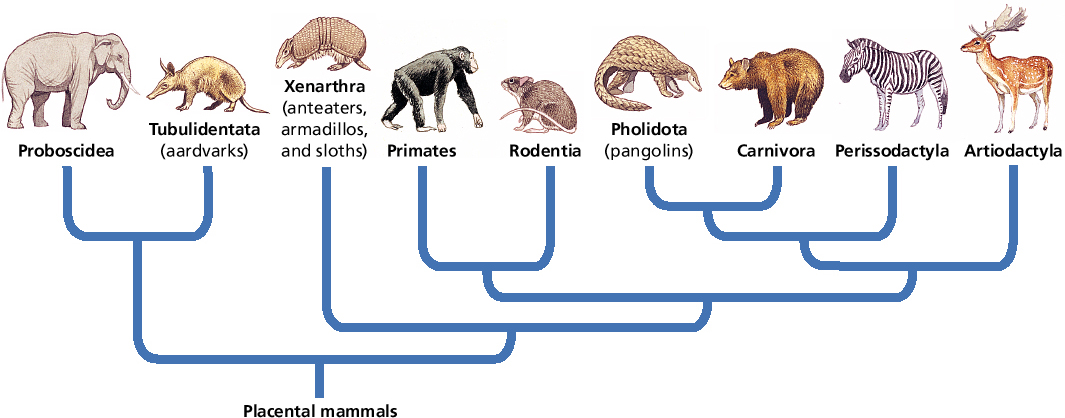 Proboscidea
Tubulidentata
(aardvarks)
Xenarthra
(anteaters,
armadillos,
and sloths)
Primates
Rodentia
Pholidota
(pangolins)
Carnivora
Perissodactyla
Artiodactyla
Placental mammals